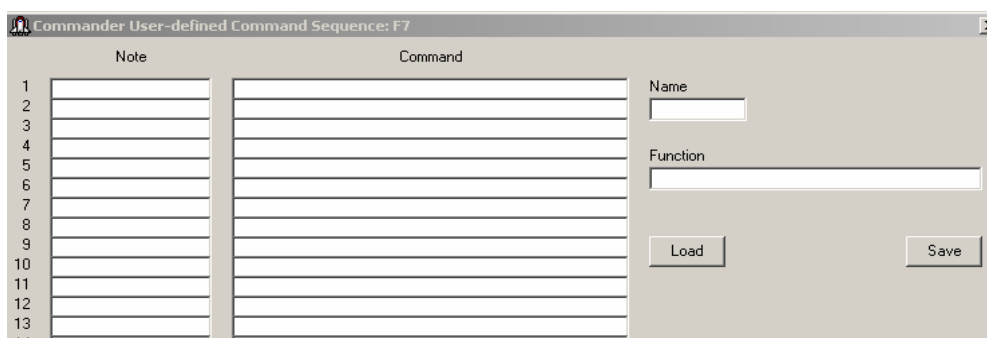 Commander User-defined Command Sequence: F7
Note Command
1
Name
2
3
4
Function
5
6
7
8
9
Load Save
10
11
12
13